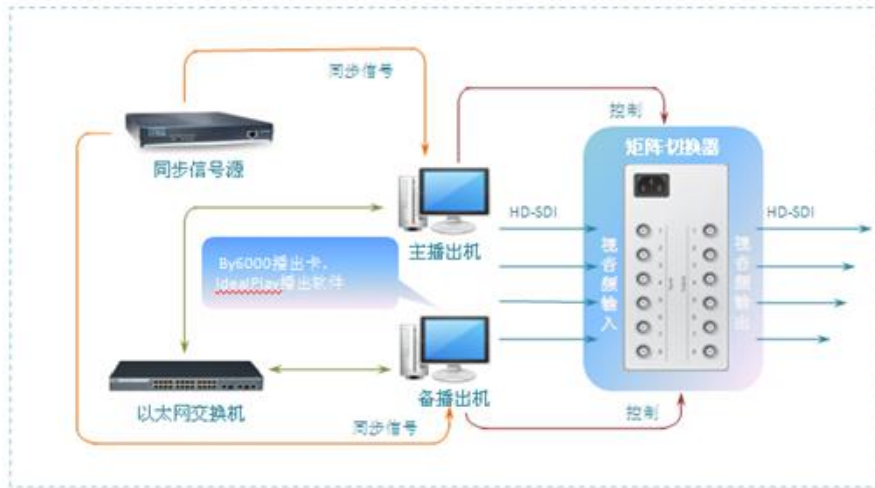 同步信号
控制
矩阵切换器
同步信号源
HD-SDI
HD-SDI
主播出机
视音频输入
视音频输出
By6000播出卡、
IdealPlay播出软件
以太网交换机
备播出机
控制
同步信号